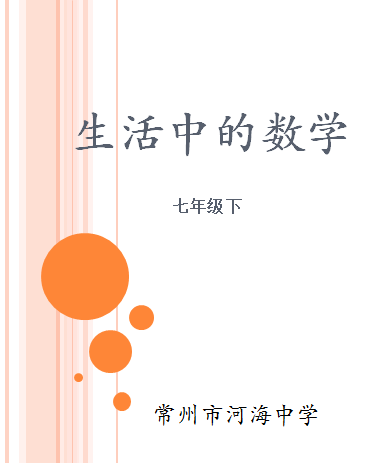 生活中的数学
七年级下
常州市河海中学